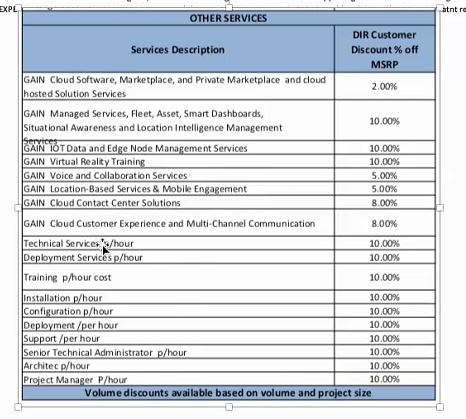 EXPE
atnt re
OTHER SERVICES
Services Description
DIR Customer
Discount % off
MSRP
GAIN Cloud Software, Marketplace, and Private Marketplace and cloud
hosted Solution Services
2.00%
GAIN Managed Services, Fleet, Asset, Smart Dashboards,
Situational Awareness and Location Intelligence Management
Services
10.00%
GAIN IOT Data and Edge Node Management Services 10.00%
GAIN Virtual Reality Training 10.00%
GAIN Voice and Collaboration Services 5.00%
GAIN Location-Based Services & Mobile Engagement 5.00%
GAIN Cloud Contact Center Solutions 8.00%
GAIN Cloud Customer Experience and Multi-Channel Communication 8.00%
Technical Services p/hour 10.00%
Deployment Services p/hour 10.00%
Training p/hour cost 10.00%
Installation p/hour 10.00%
Configuration p/hour 10.00%
Deployment /per hour 10.00%
Support /per hour 10.00%
Senior Technical Administrator p/hour 10.00%
Architec p/hour 10.00%
Project Manager P/hour 10.00%
Volume discounts available based on volume and project size